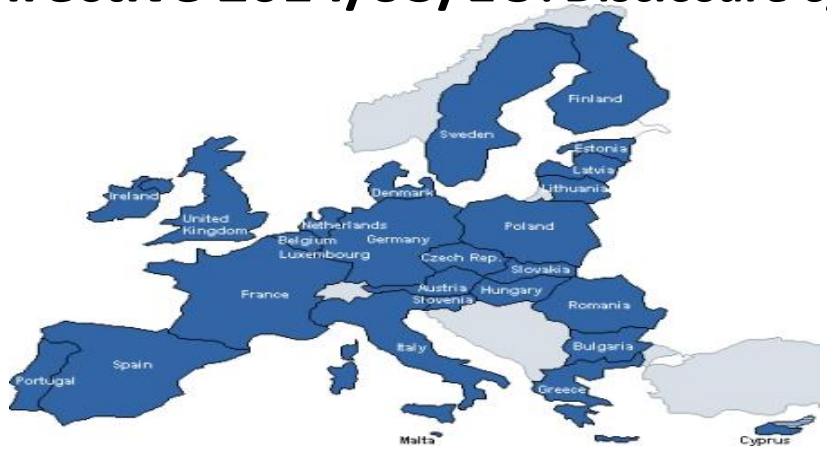 Disclosure
Finland
Sweden
Estonia
Latvia
Lithuania
Denmark
Ireland
United
Kingdom
Netherlands
Poland
Belgium
Germany
Luxembourg
Czech Rep.
Slovakia
Austria
Hungary
Slovenia
France
Romania
Italy
Bulgaria
Spain
Portugal
Greece
Malta
Cyprus